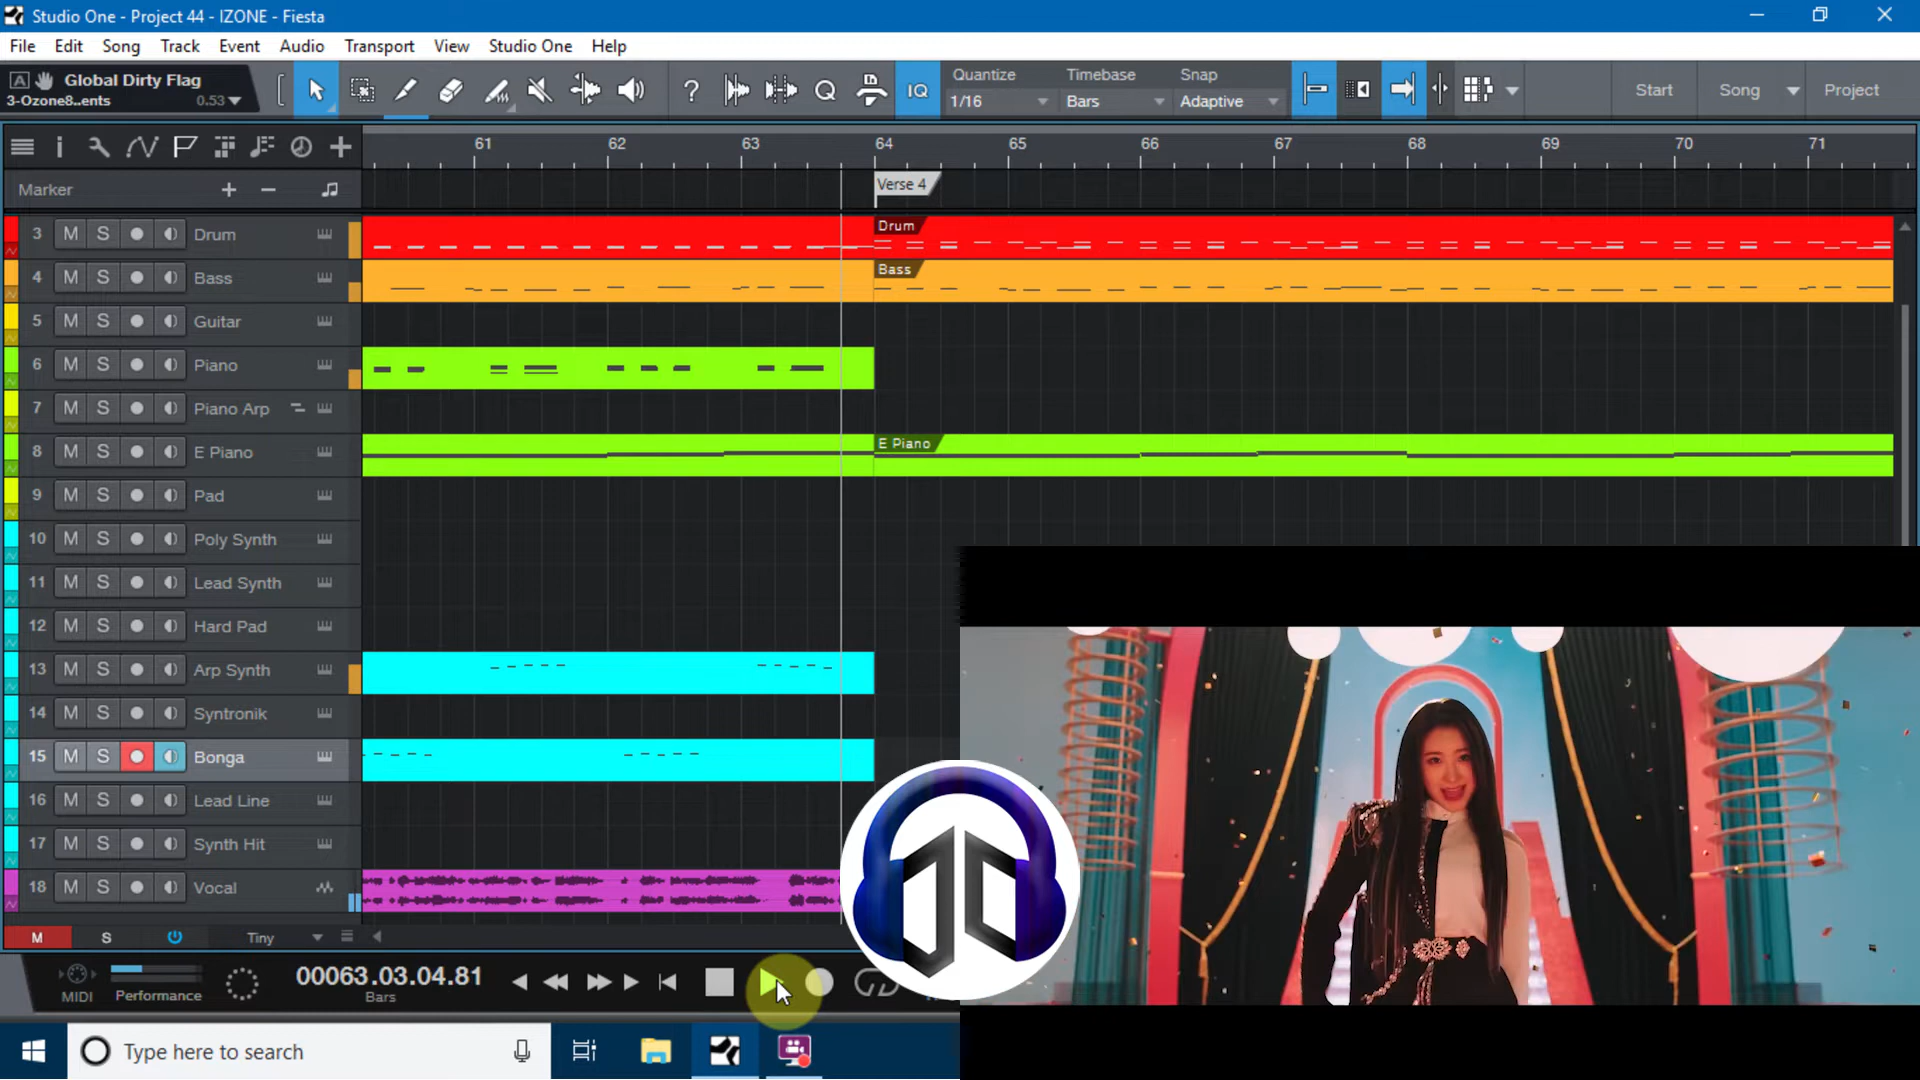 Studio One - Project 44 - IZONE - Fiesta
File Edit Song Track Event Audio Transport View Studio One Help
A Global Dirty Flag
3-Ozone8..ents 0.53
? Q IQ
Quantize Timebase Snap
1/16 Bars Adaptive
Start Song Project
61 62 63 64 65 66 67 68 69 70 71
Marker + −
Verse 4
3 M S Drum
Drum
4 M S Bass
Bass
5 M S Guitar
6 M S Piano
7 M S Piano Arp
8 M S E Piano
E Piano
9 M S Pad
10 M S Poly Synth
11 M S Lead Synth
12 M S Hard Pad
13 M S Arp Synth
14 M S Syntronik
15 M S Bonga
16 M S Lead Line
17 M S Synth Hit
18 M S Vocal
M S Tiny
MIDI Performance
00063.03.04.81
Bars
Type here to search